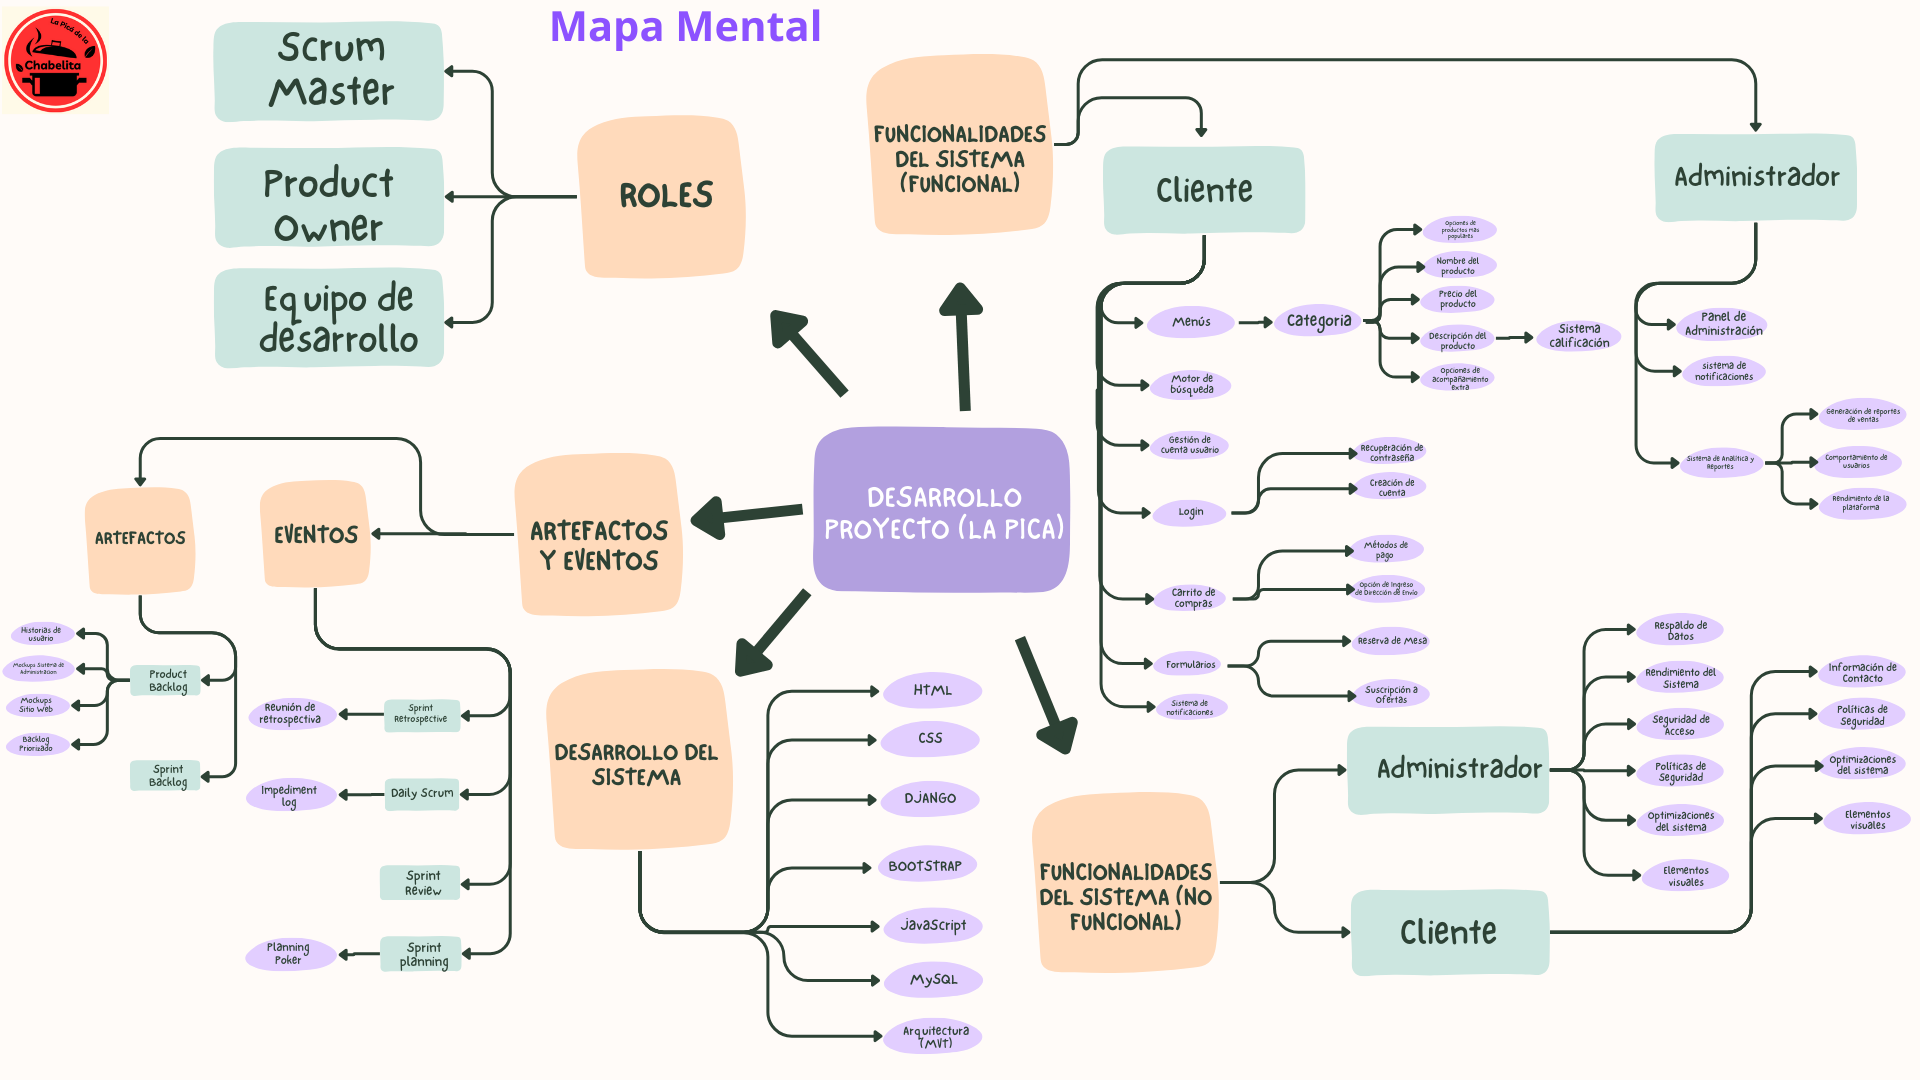 Mapa Mental
La Picá de la
Chabelita
Scrum
Master
Product
Owner
Equipo de
desarrollo
ROLES
FUNCIONALIDADES
DEL SISTEMA
(FUNCIONAL)
Cliente
Administrador
Menús
Categoria
Opciones de
productos más
populares
Nombre del
producto
Precio del
producto
Descripción del
producto
Opciones de
acompañamiento
extra
Sistema
calificación
Motor de
búsqueda
Gestión de
cuenta usuario
Login
Recuperación de
contraseña
Creación de
cuenta
Carrito de
compras
Métodos de
pago
Opción de Ingreso
de Dirección de Envío
Formularios
Reserva de Mesa
Suscripción a
Ofertas
Sistema de
notificaciones
Panel de
Administración
sistema de
notificaciones
Sistema de Analítica y
Reportes
Generación de reportes
de ventas
Comportamiento de
usuarios
Rendimiento de la
plataforma
DESARROLLO
PROYECTO (LA PICA)
ARTEFACTOS
Y EVENTOS
EVENTOS
ARTEFACTOS
Historias de
usuario
Mockups Sistema de
Administracion
Mockups
Sitio Web
Backlog
Priorizado
Product
Backlog
Sprint
Backlog
Reunión de
retrospectiva
Sprint
Retrospective
Impediment
log
Daily Scrum
Sprint
Review
Planning
Poker
Sprint
planning
DESARROLLO DEL
SISTEMA
HTML
CSS
DJANGO
BOOTSTRAP
JavaScript
MySQL
Arquitectura
(MVT)
FUNCIONALIDADES
DEL SISTEMA (NO
FUNCIONAL)
Administrador
Respaldo de
Datos
Rendimiento del
Sistema
Seguridad de
Acceso
Políticas de
Seguridad
Optimizaciones
del sistema
Elementos
visuales
Cliente
Información de
Contacto
Políticas de
Seguridad
Optimizaciones
del sistema
Elementos
visuales